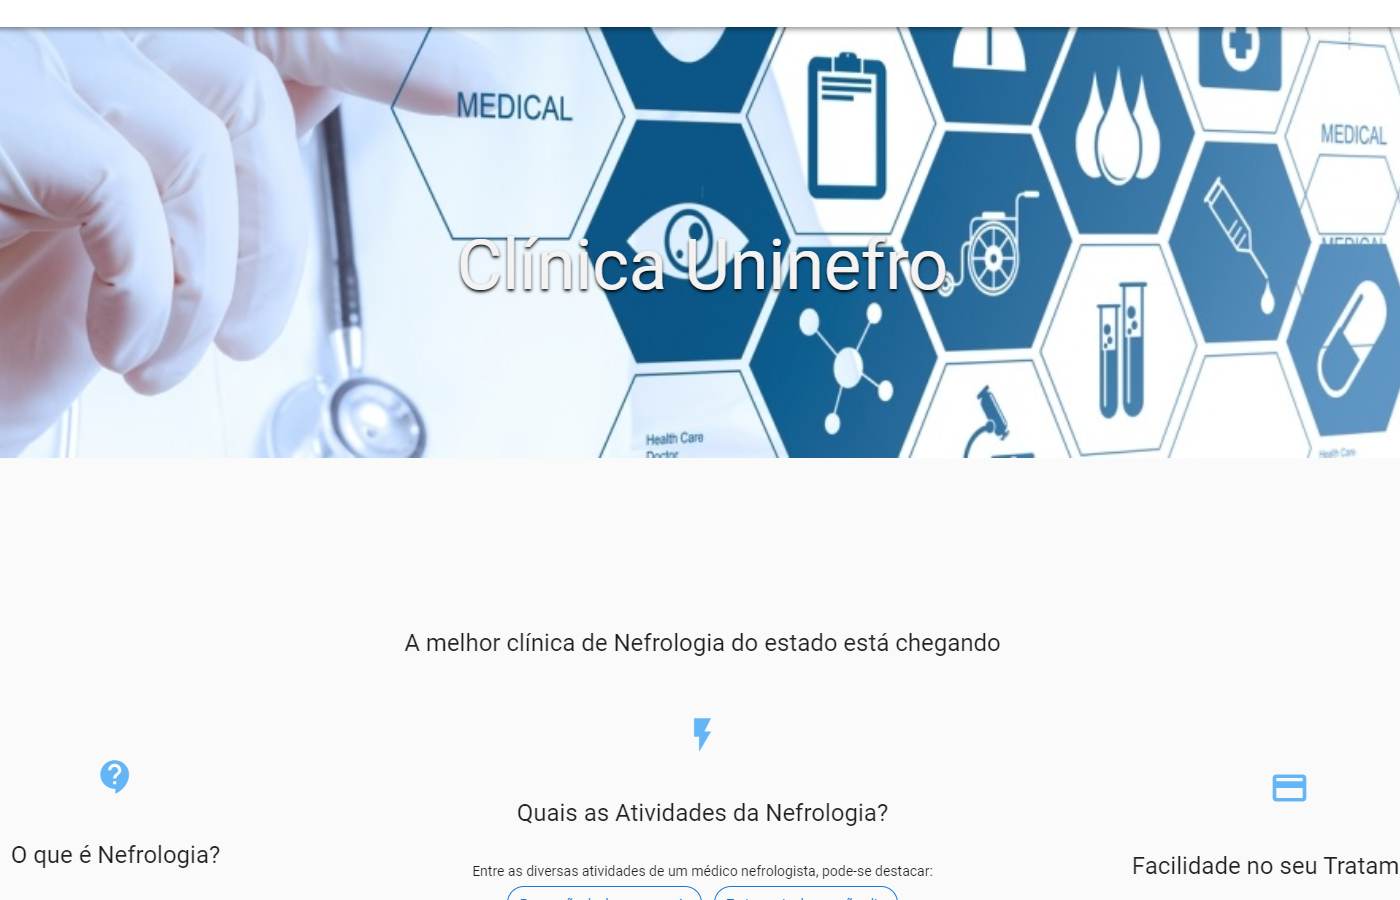 MEDICAL
MEDICAL
Clínica Uninefro
Health Care
Doctor
Health Care
A melhor clínica de Nefrologia do estado está chegando
O que é Nefrologia?
Quais as Atividades da Nefrologia?
Entre as diversas atividades de um médico nefrologista, pode-se destacar:
Facilidade no seu Tratam